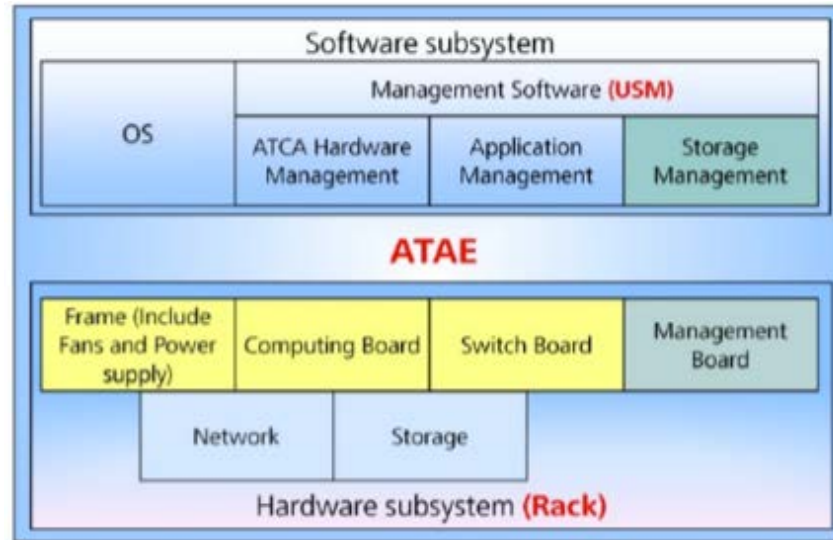 Software subsystem
OS
Management Software (USM)
ATCA Hardware
Management
Application
Management
Storage
Management
ATAE
Frame (Include
Fans and Power
supply)
Computing Board
Switch Board
Management
Board
Network
Storage
Hardware subsystem (Rack)